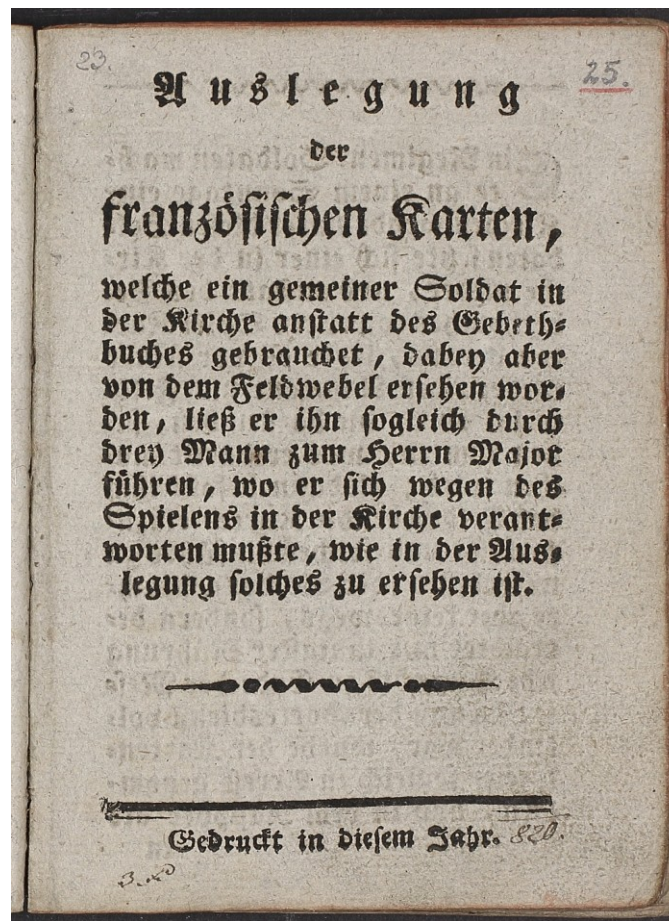 23.
25.
Auslegung
der
französischen Karten,
welche ein gemeiner Soldat in
der Kirche anstatt des Gebeth-
buches gebrauchet, dabey aber
von dem Feldwebel ersehen wor-
den, ließ er ihn sogleich durch
drey Mann zum Herrn Major
führen, wo er sich wegen des
Spielens in der Kirche verant-
worten mußte, wie in der Aus-
legung solches zu ersehen ist.
Gedruckt in diesem Jahr. 820.